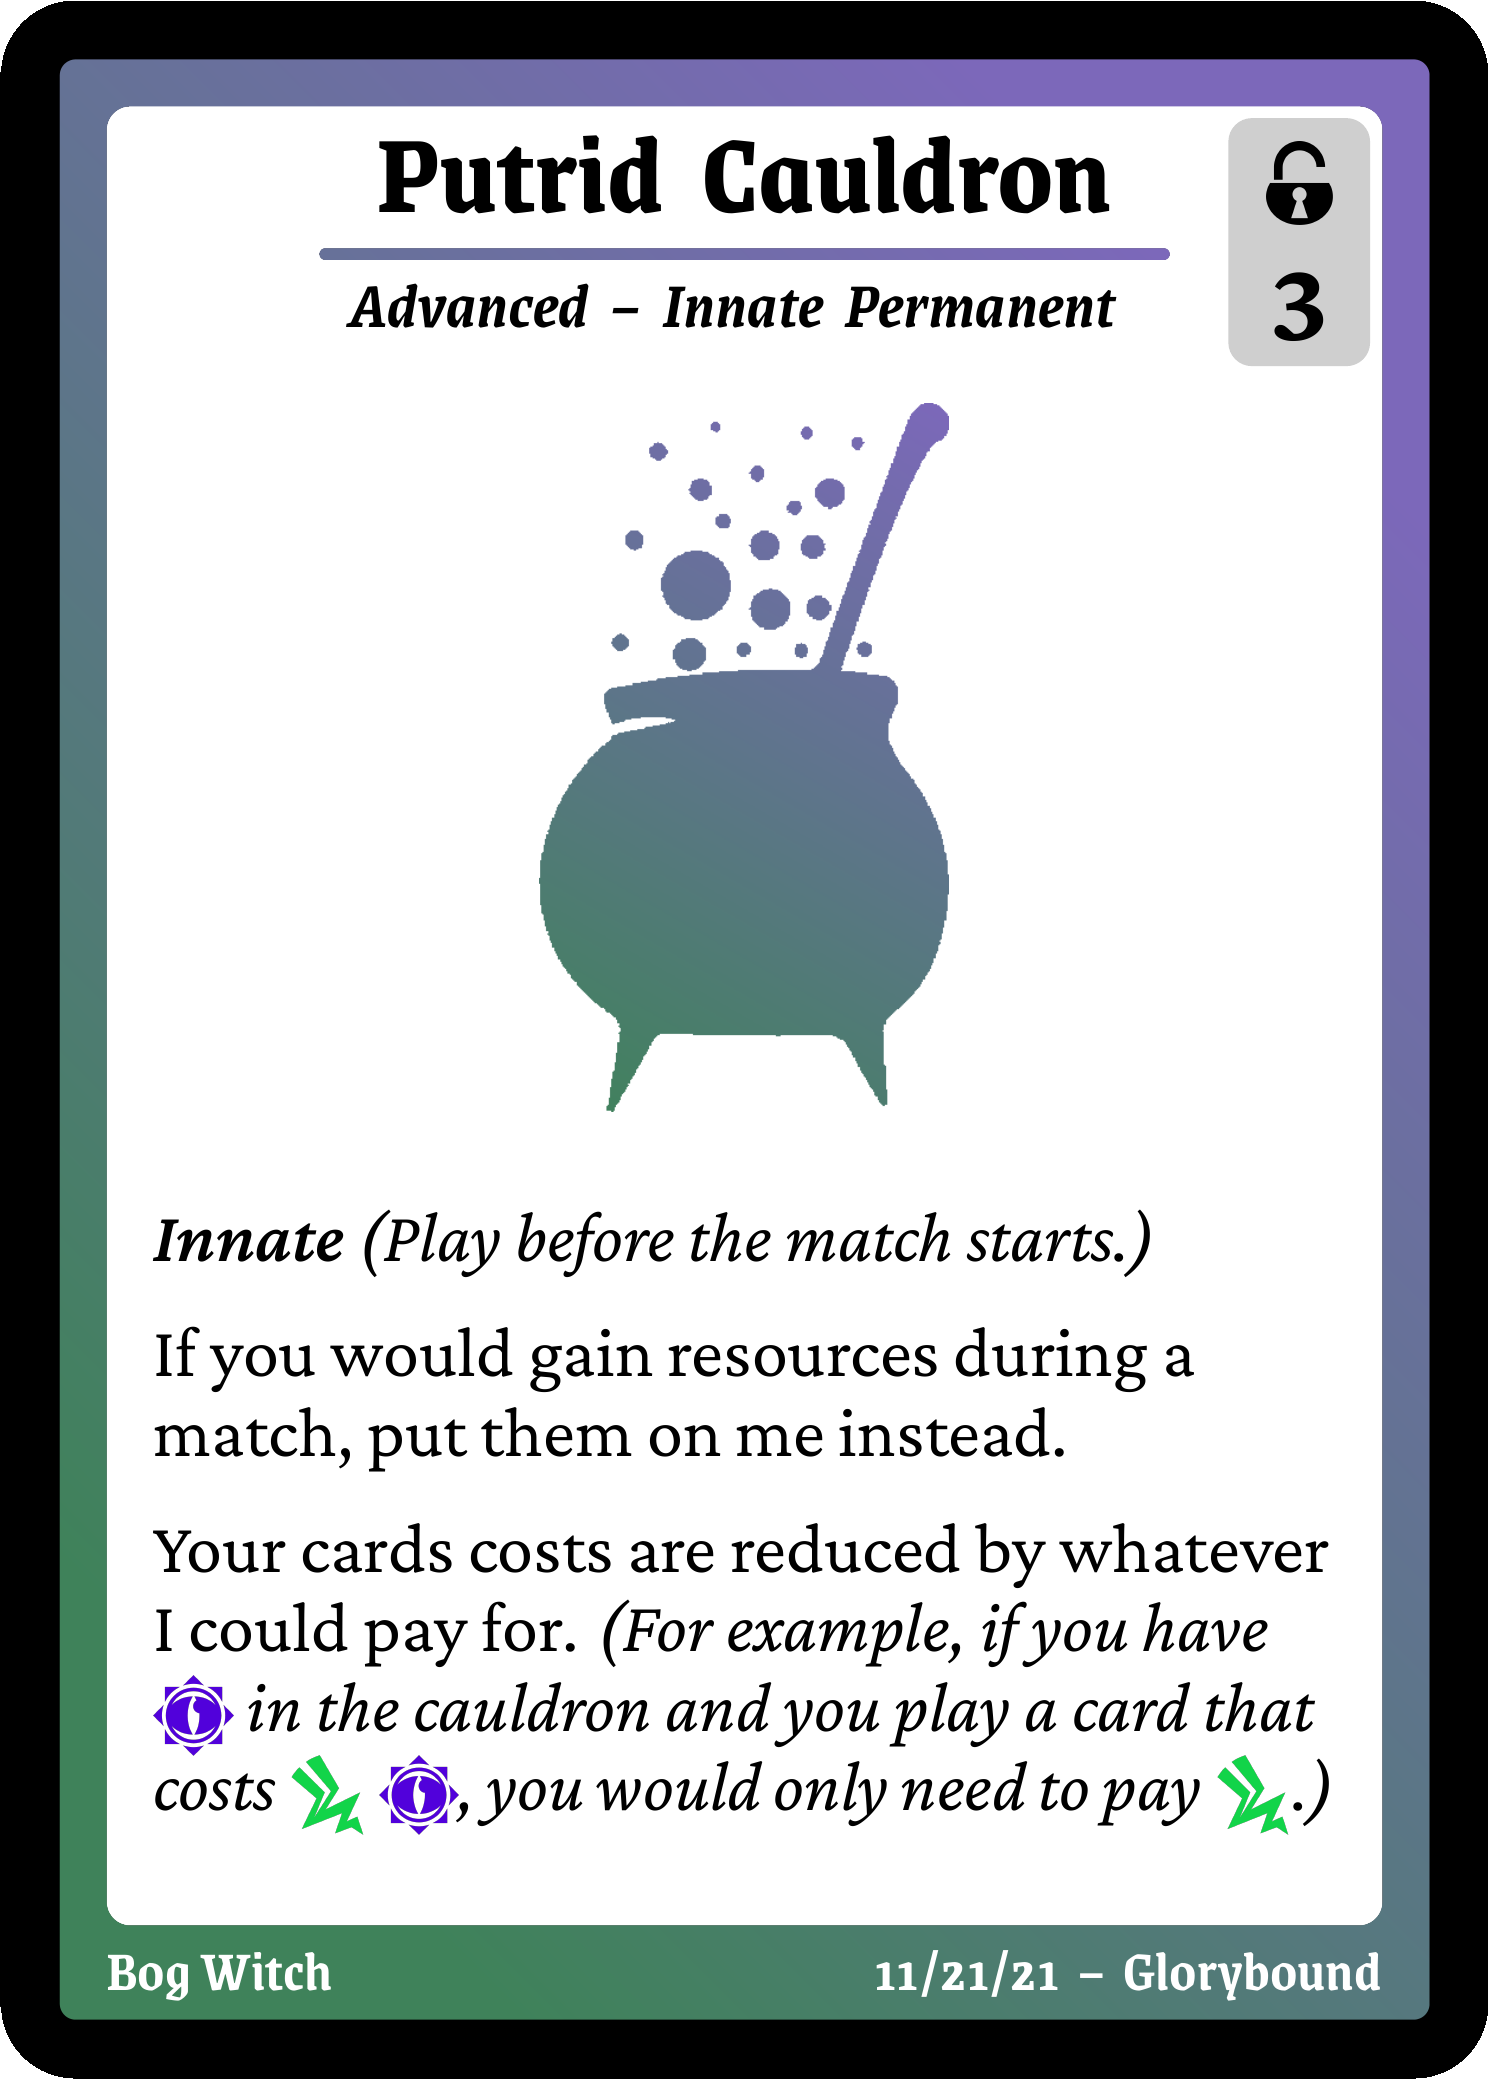 Putrid Cauldron
3
Advanced – Innate Permanent
Innate (Play before the match starts.)
If you would gain resources during a
match, put them on me instead.
Your cards costs are reduced by whatever
I could pay for. (For example, if you have
in the cauldron and you play a card that
costs , you would only need to pay .)
Bog Witch
11/21/21 – Glorybound